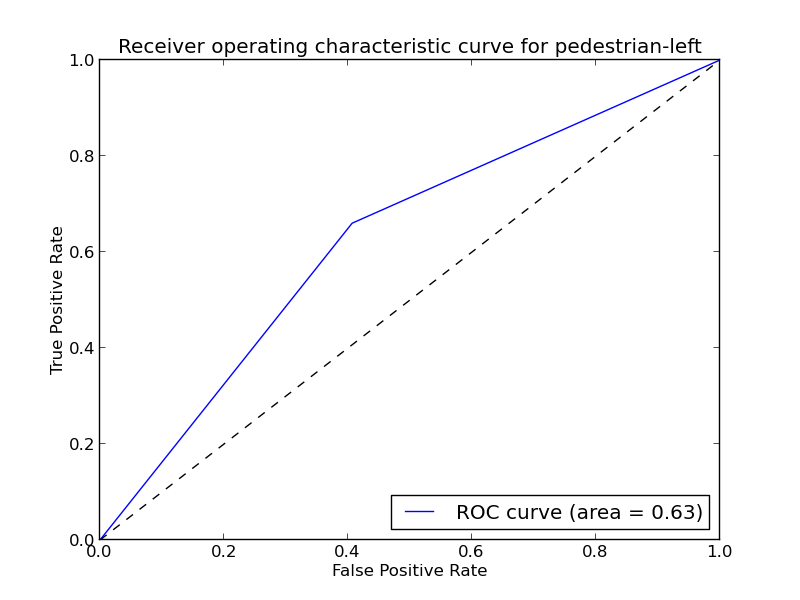 Receiver operating characteristic curve for pedestrian-left
1.0
0.8
0.6
0.4
0.2
0.0
True Positive Rate
ROC curve (area = 0.63)
0.0 0.2 0.4 0.6 0.8 1.0
False Positive Rate